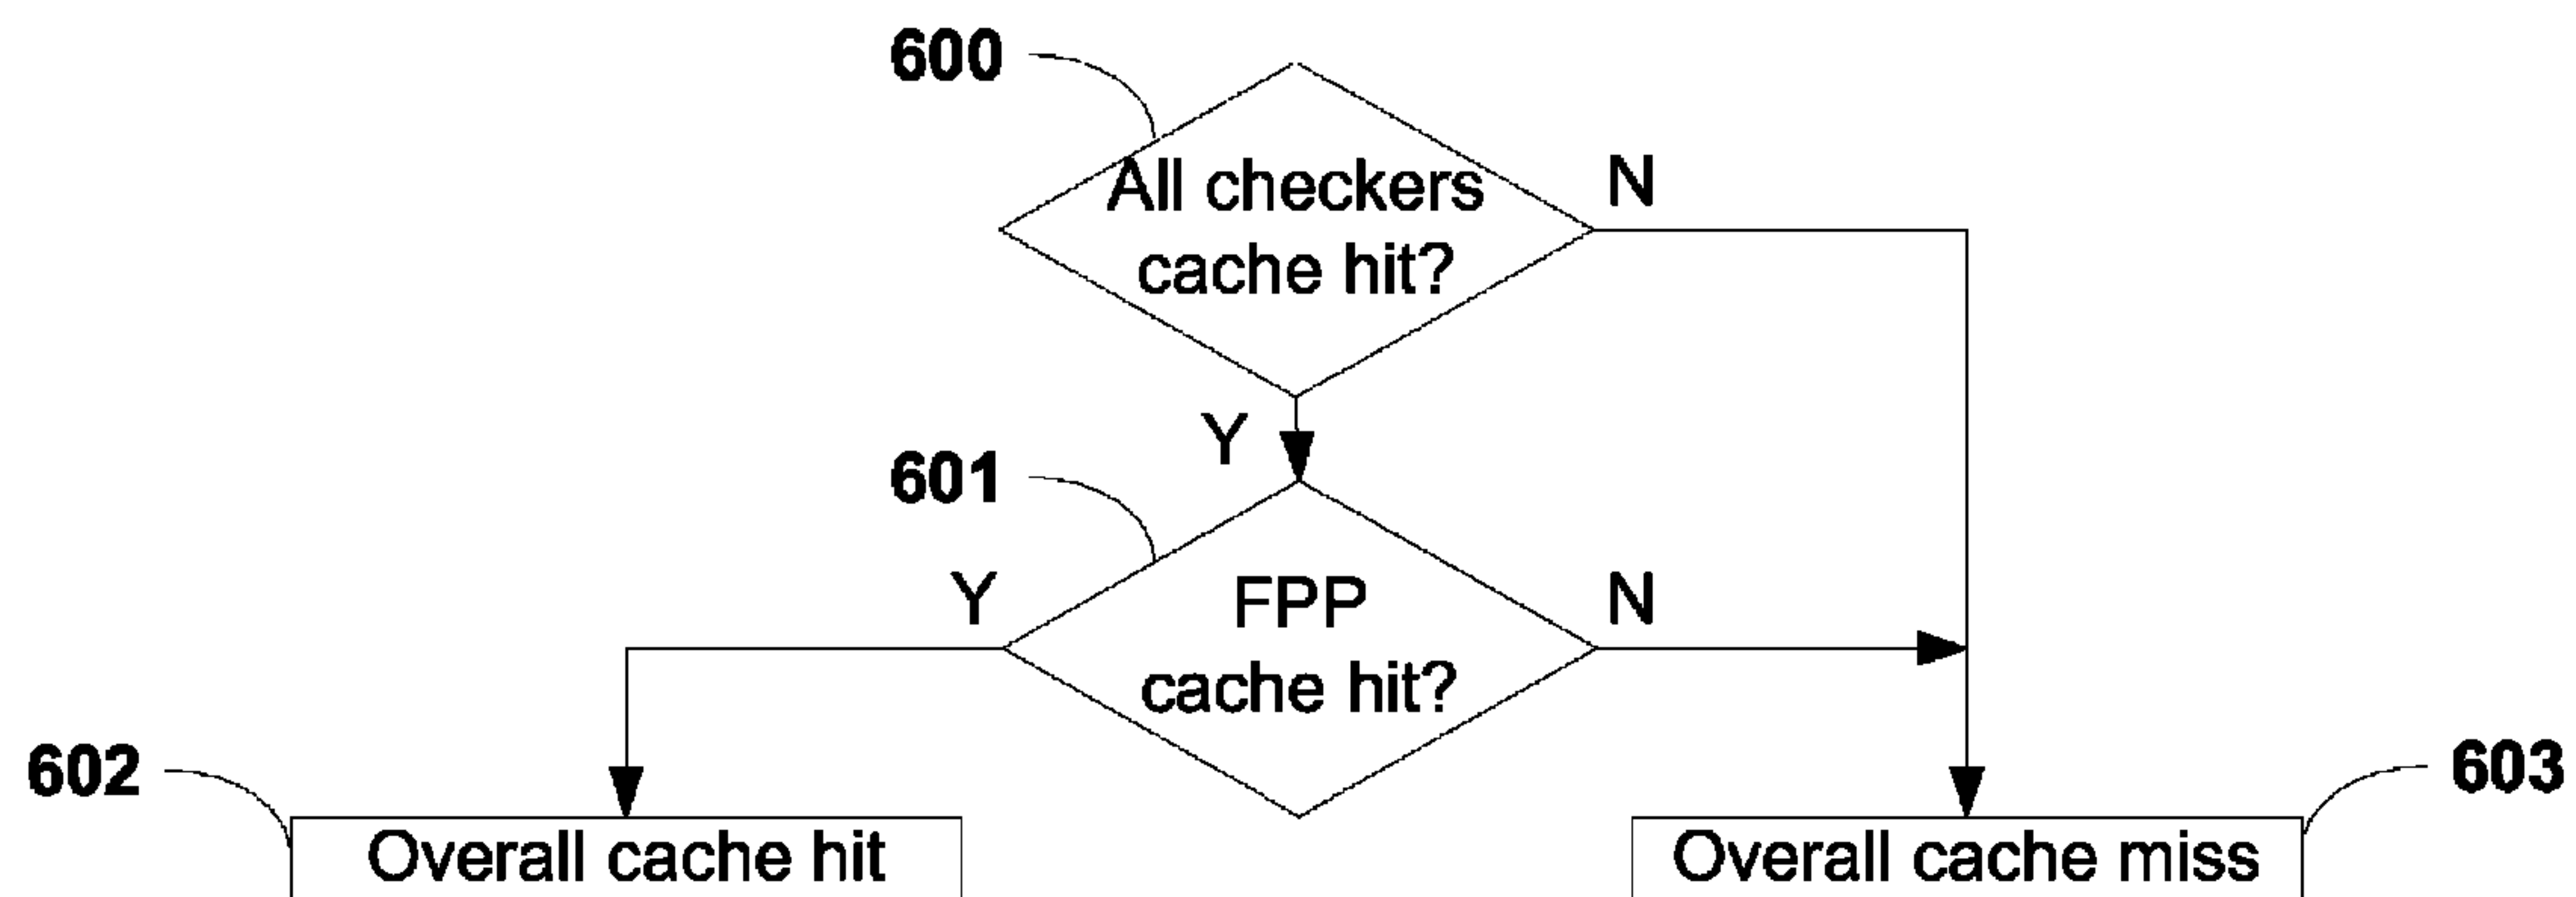 600
All checkers
cache hit?
N
Y
601
Y
FPP
cache hit?
N
602
Overall cache hit
603
Overall cache miss